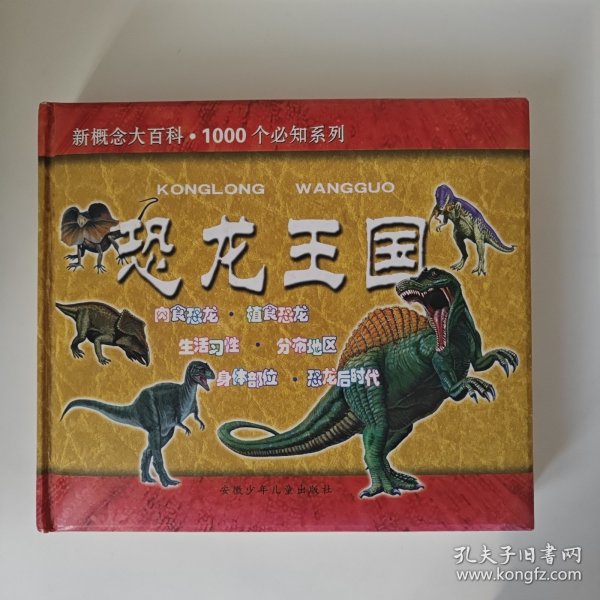 新概念大百科·1000个必知系列
KONGLONG WANGGUO
恐龙王国
肉食恐龙·植食恐龙
生活习性·分布地区
身体部位·恐龙后时代
安徽少年儿童出版社
孔夫子旧书网
www.kongfz.com